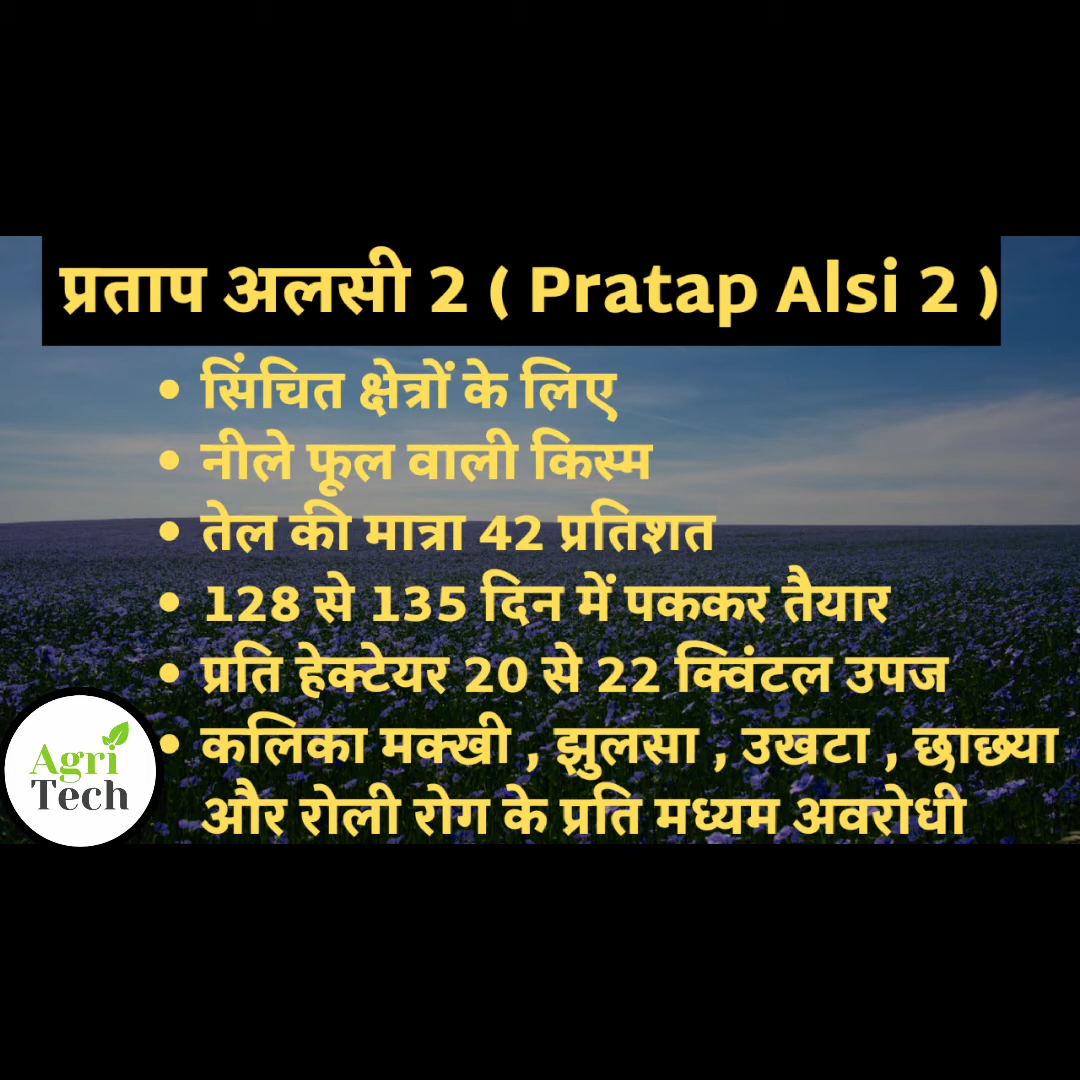 प्रताप अलसी 2 ( Pratap Alsi 2 )
• सिंचित क्षेत्रों के लिए
• नीले फूल वाली किस्म
• तेल की मात्रा 42 प्रतिशत
• 128 से 135 दिन में पककर तैयार
• प्रति हेक्टेयर 20 से 22 क्विंटल उपज
• कलिका मक्खी , झुलसा , उखटा , छाछ्या
और रोली रोग के प्रति मध्यम अवरोधी
Agri
Tech